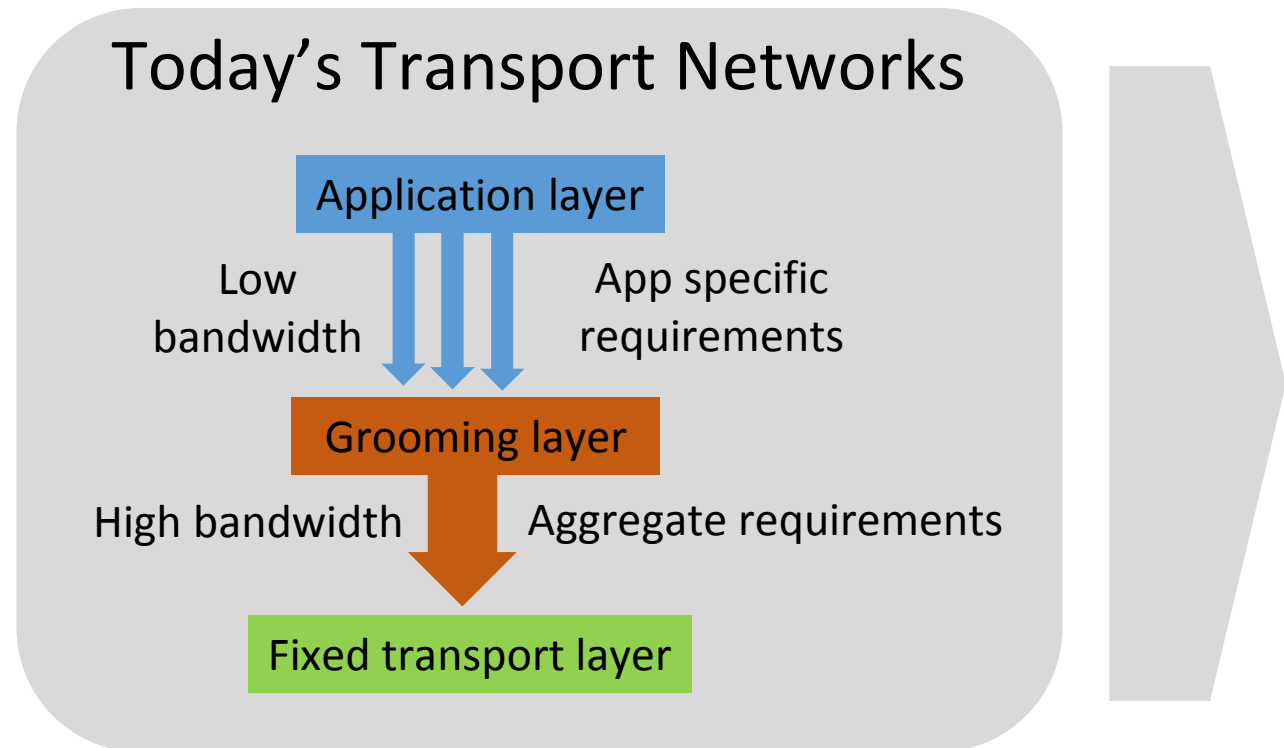 Today’s Transport Networks
Application layer
Low
bandwidth
App specific
requirements
Grooming layer
High bandwidth
Aggregate requirements
Fixed transport layer